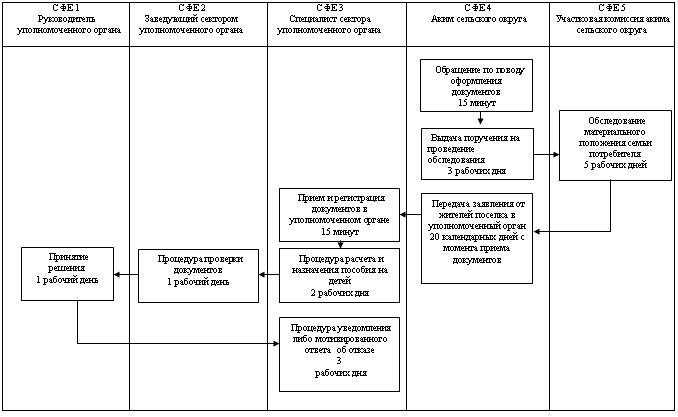 СФЕ1
Руководитель
уполномоченного органа
СФЕ2
Заведующий сектором
уполномоченного органа
СФЕ3
Специалист сектора
уполномоченного органа
СФЕ4
Аким сельского округа
СФЕ5
Участковая комиссия акима
сельского округа
Обращение по поводу
оформления
документов
15 минут
Выдача поручения на
проведение
обследования
3 рабочих дня
Обследование
материального
положения семьи
потребителя
5 рабочих дней
Передача заявления от
жителей поселка в
уполномоченный орган
20 календарных дней с
момента приема
документов
Прием и регистрация
документов в
уполномоченном органе
15 минут
Процедура расчета и
назначения пособия на
детей
2 рабочих дня
Процедура проверки
документов
1 рабочий день
Принятие
решения
1 рабочий день
Процедура уведомления
либо мотивированного
ответа об отказе
3
рабочих дня